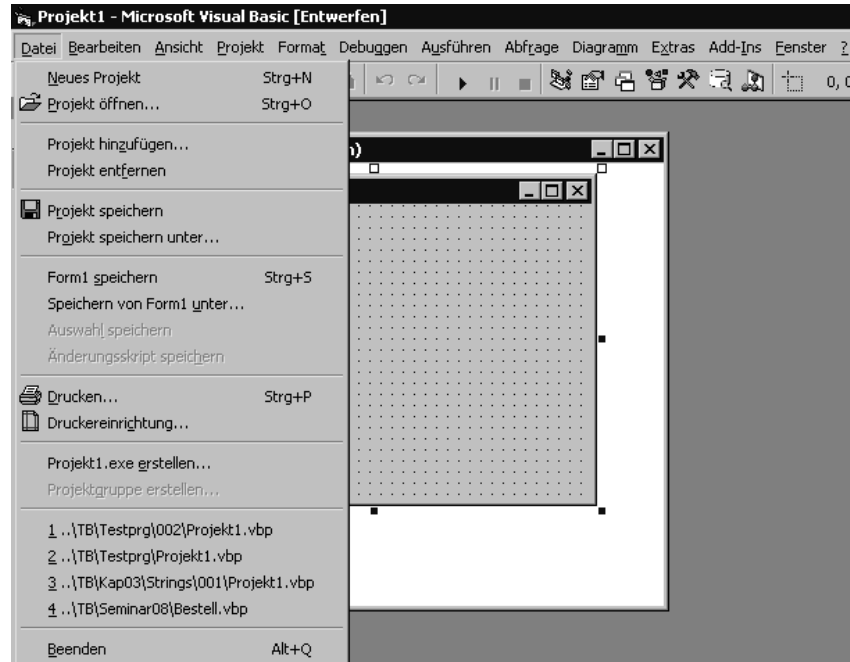 Projekt1 - Microsoft Visual Basic [Entwerfen]
Datei Bearbeiten Ansicht Projekt Format Debuggen Ausführen Abfrage Diagramm Extras Add-Ins Fenster ?
Neues Projekt Strg+N
Projekt öffnen... Strg+O
Projekt hinzufügen...
Projekt entfernen
Projekt speichern
Projekt speichern unter...
Form1 speichern Strg+S
Speichern von Form1 unter...
Auswahl speichern
Änderungsskript speichern
Drucken... Strg+P
Druckereinrichtung...
Projekt1.exe erstellen...
Projektgruppe erstellen...
1 ..\TB\Testprg\002\Projekt1.vbp
2 ..\TB\Testprg\Projekt1.vbp
3 ..\TB\Kap03\Strings\001\Projekt1.vbp
4 ..\TB\Seminar08\Bestell.vbp
Beenden Alt+Q